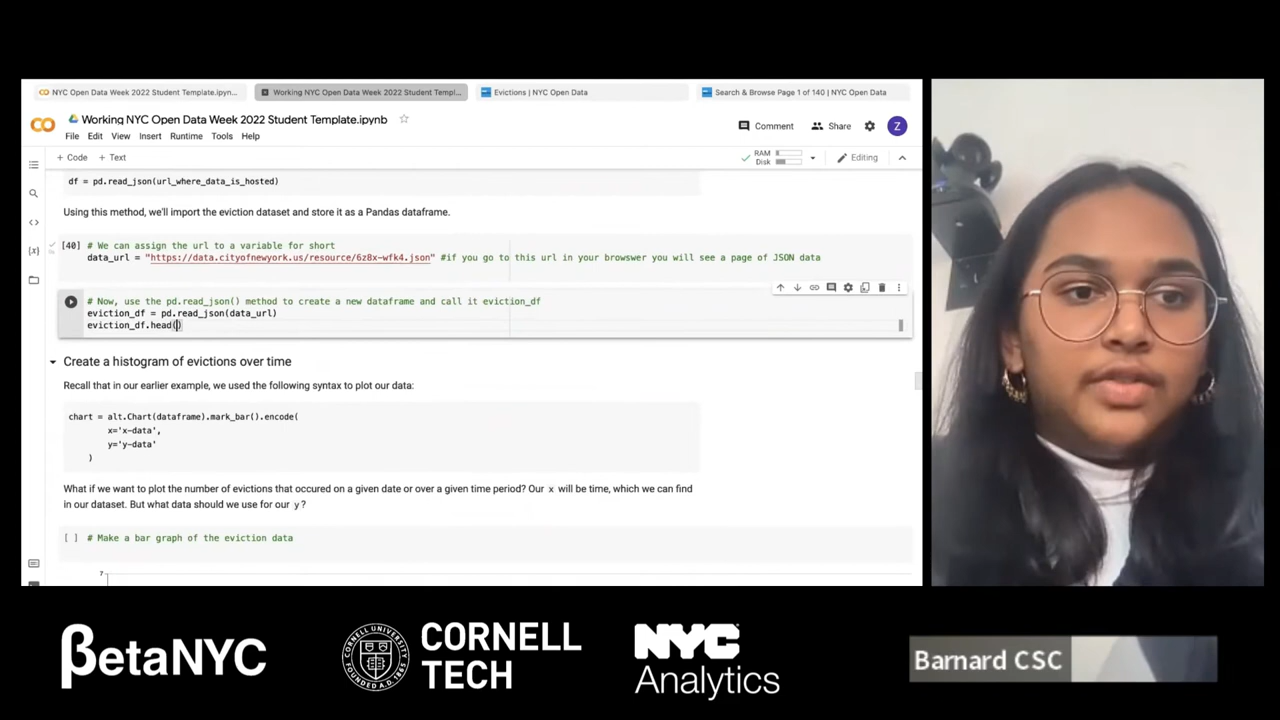 NYC Open Data Week 2022 Student Template.ipyn...
Working NYC Open Data Week 2022 Student Templ...
Evictions | NYC Open Data
Search & Browse Page 1 of 140 | NYC Open Data
Working NYC Open Data Week 2022 Student Template.ipynb
File Edit View Insert Runtime Tools Help
Comment Share Z
+ Code + Text
RAM
Disk
Editing
df = pd.read_json(url_where_data_is_hosted)
Using this method, we'll import the eviction dataset and store it as a Pandas dataframe.
[40] # We can assign the url to a variable for short
data_url = "https://data.cityofnewyork.us/resource/6z8x-wfk4.json" #if you go to this url in your browswer you will see a page of JSON data
# Now, use the pd.read_json() method to create a new dataframe and call it eviction_df
eviction_df = pd.read_json(data_url)
eviction_df.head()
Create a histogram of evictions over time
Recall that in our earlier example, we used the following syntax to plot our data:
chart = alt.Chart(dataframe).mark_bar().encode(
x='x-data',
y='y-data'
)
What if we want to plot the number of evictions that occured on a given date or over a given time period? Our x will be time, which we can find
in our dataset. But what data should we use for our y?
[ ] # Make a bar graph of the eviction data
7
βetaNYC
CORNELL
TECH
NYC
Analytics
Barnard CSC